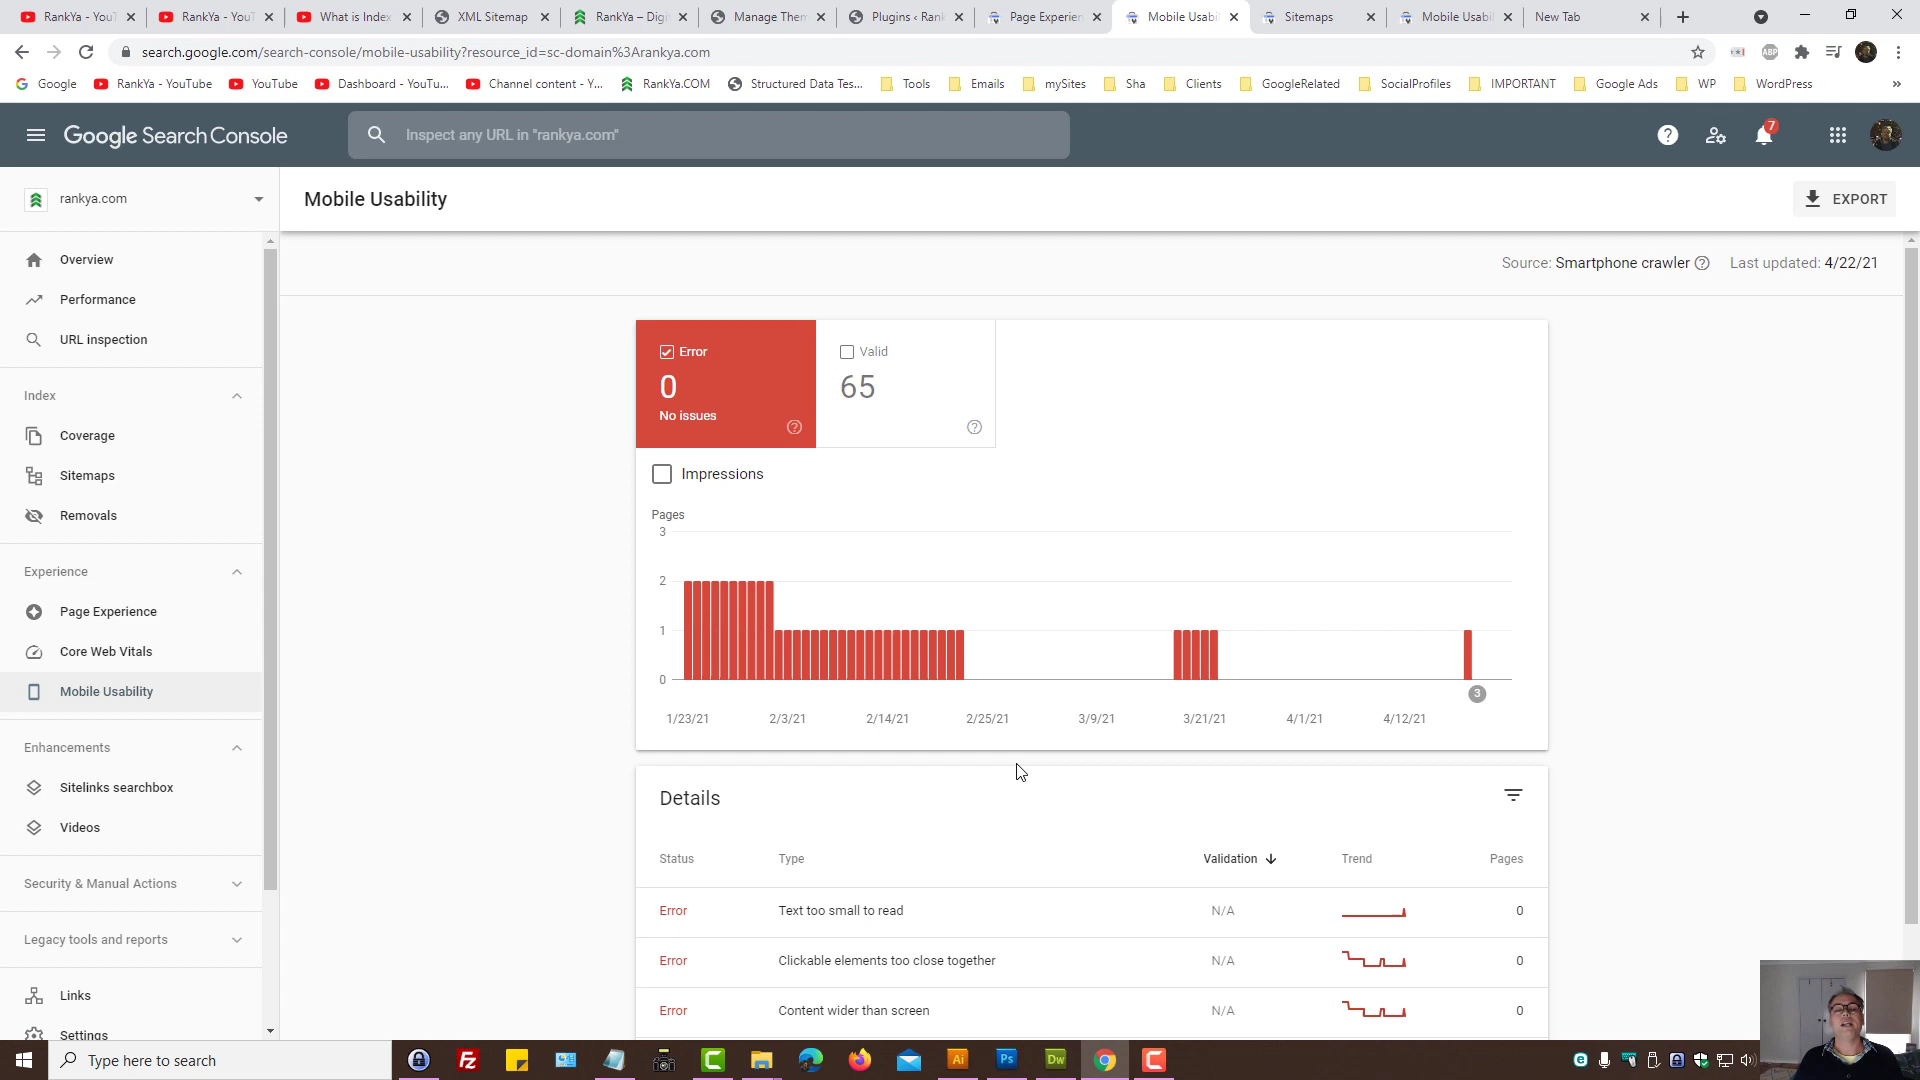 RankYa - YouT
RankYa - YouT
What is Index
XML Sitemap
RankYa – Digi
Manage Then
Plugins ‹ Rank
Page Experien
Mobile Usabil
Sitemaps
Mobile Usabil
New Tab
search.google.com/search-console/mobile-usability?resource_id=sc-domain%3Arankya.com
ABP
Google
RankYa - YouTube
YouTube
Dashboard - YouTu...
Channel content - Y...
RankYa.COM
Structured Data Tes...
Tools
Emails
mySites
Sha
Clients
GoogleRelated
SocialProfiles
IMPORTANT
Google Ads
WP
WordPress
»
Google Search Console
Inspect any URL in "rankya.com"
7
rankya.com
Mobile Usability
EXPORT
Source: Smartphone crawler
Last updated: 4/22/21
Overview
Performance
URL inspection
Index
Coverage
Sitemaps
Removals
Experience
Page Experience
Core Web Vitals
Mobile Usability
Enhancements
Sitelinks searchbox
Videos
Security & Manual Actions
Legacy tools and reports
Links
Settings
Error
0
No issues
Valid
65
Impressions
Pages
3
2
1
0
3
1/23/21
2/3/21
2/14/21
2/25/21
3/9/21
3/21/21
4/1/21
4/12/21
Details
Status
Type
Validation
Trend
Pages
Error
Text too small to read
N/A
0
Error
Clickable elements too close together
N/A
0
Error
Content wider than screen
N/A
0
Type here to search
Fz
Ai
Ps
Dw